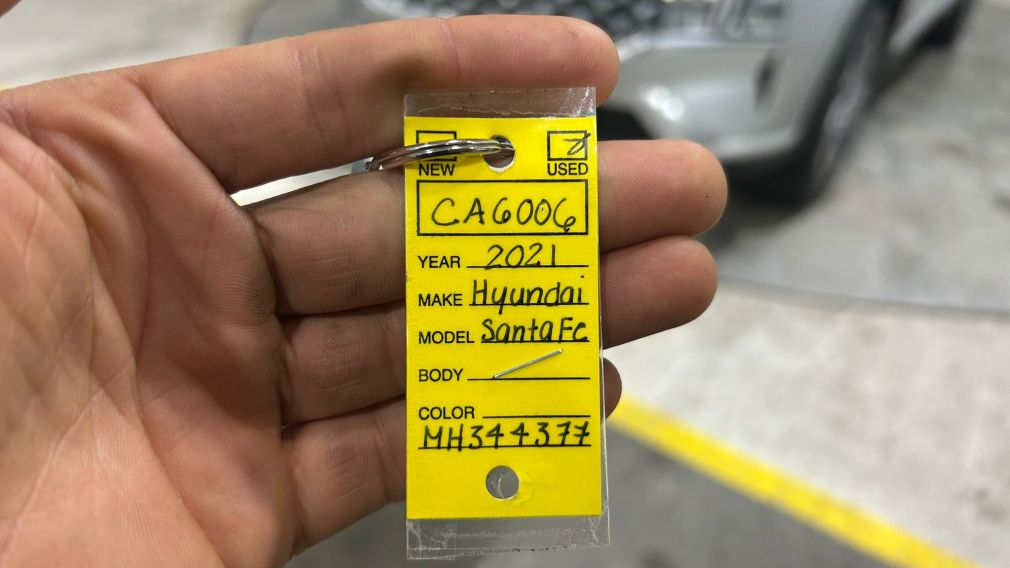 NEW USED
CA6006
YEAR 2021
MAKE Hyundai
MODEL SantaFe
BODY
COLOR
MH344377